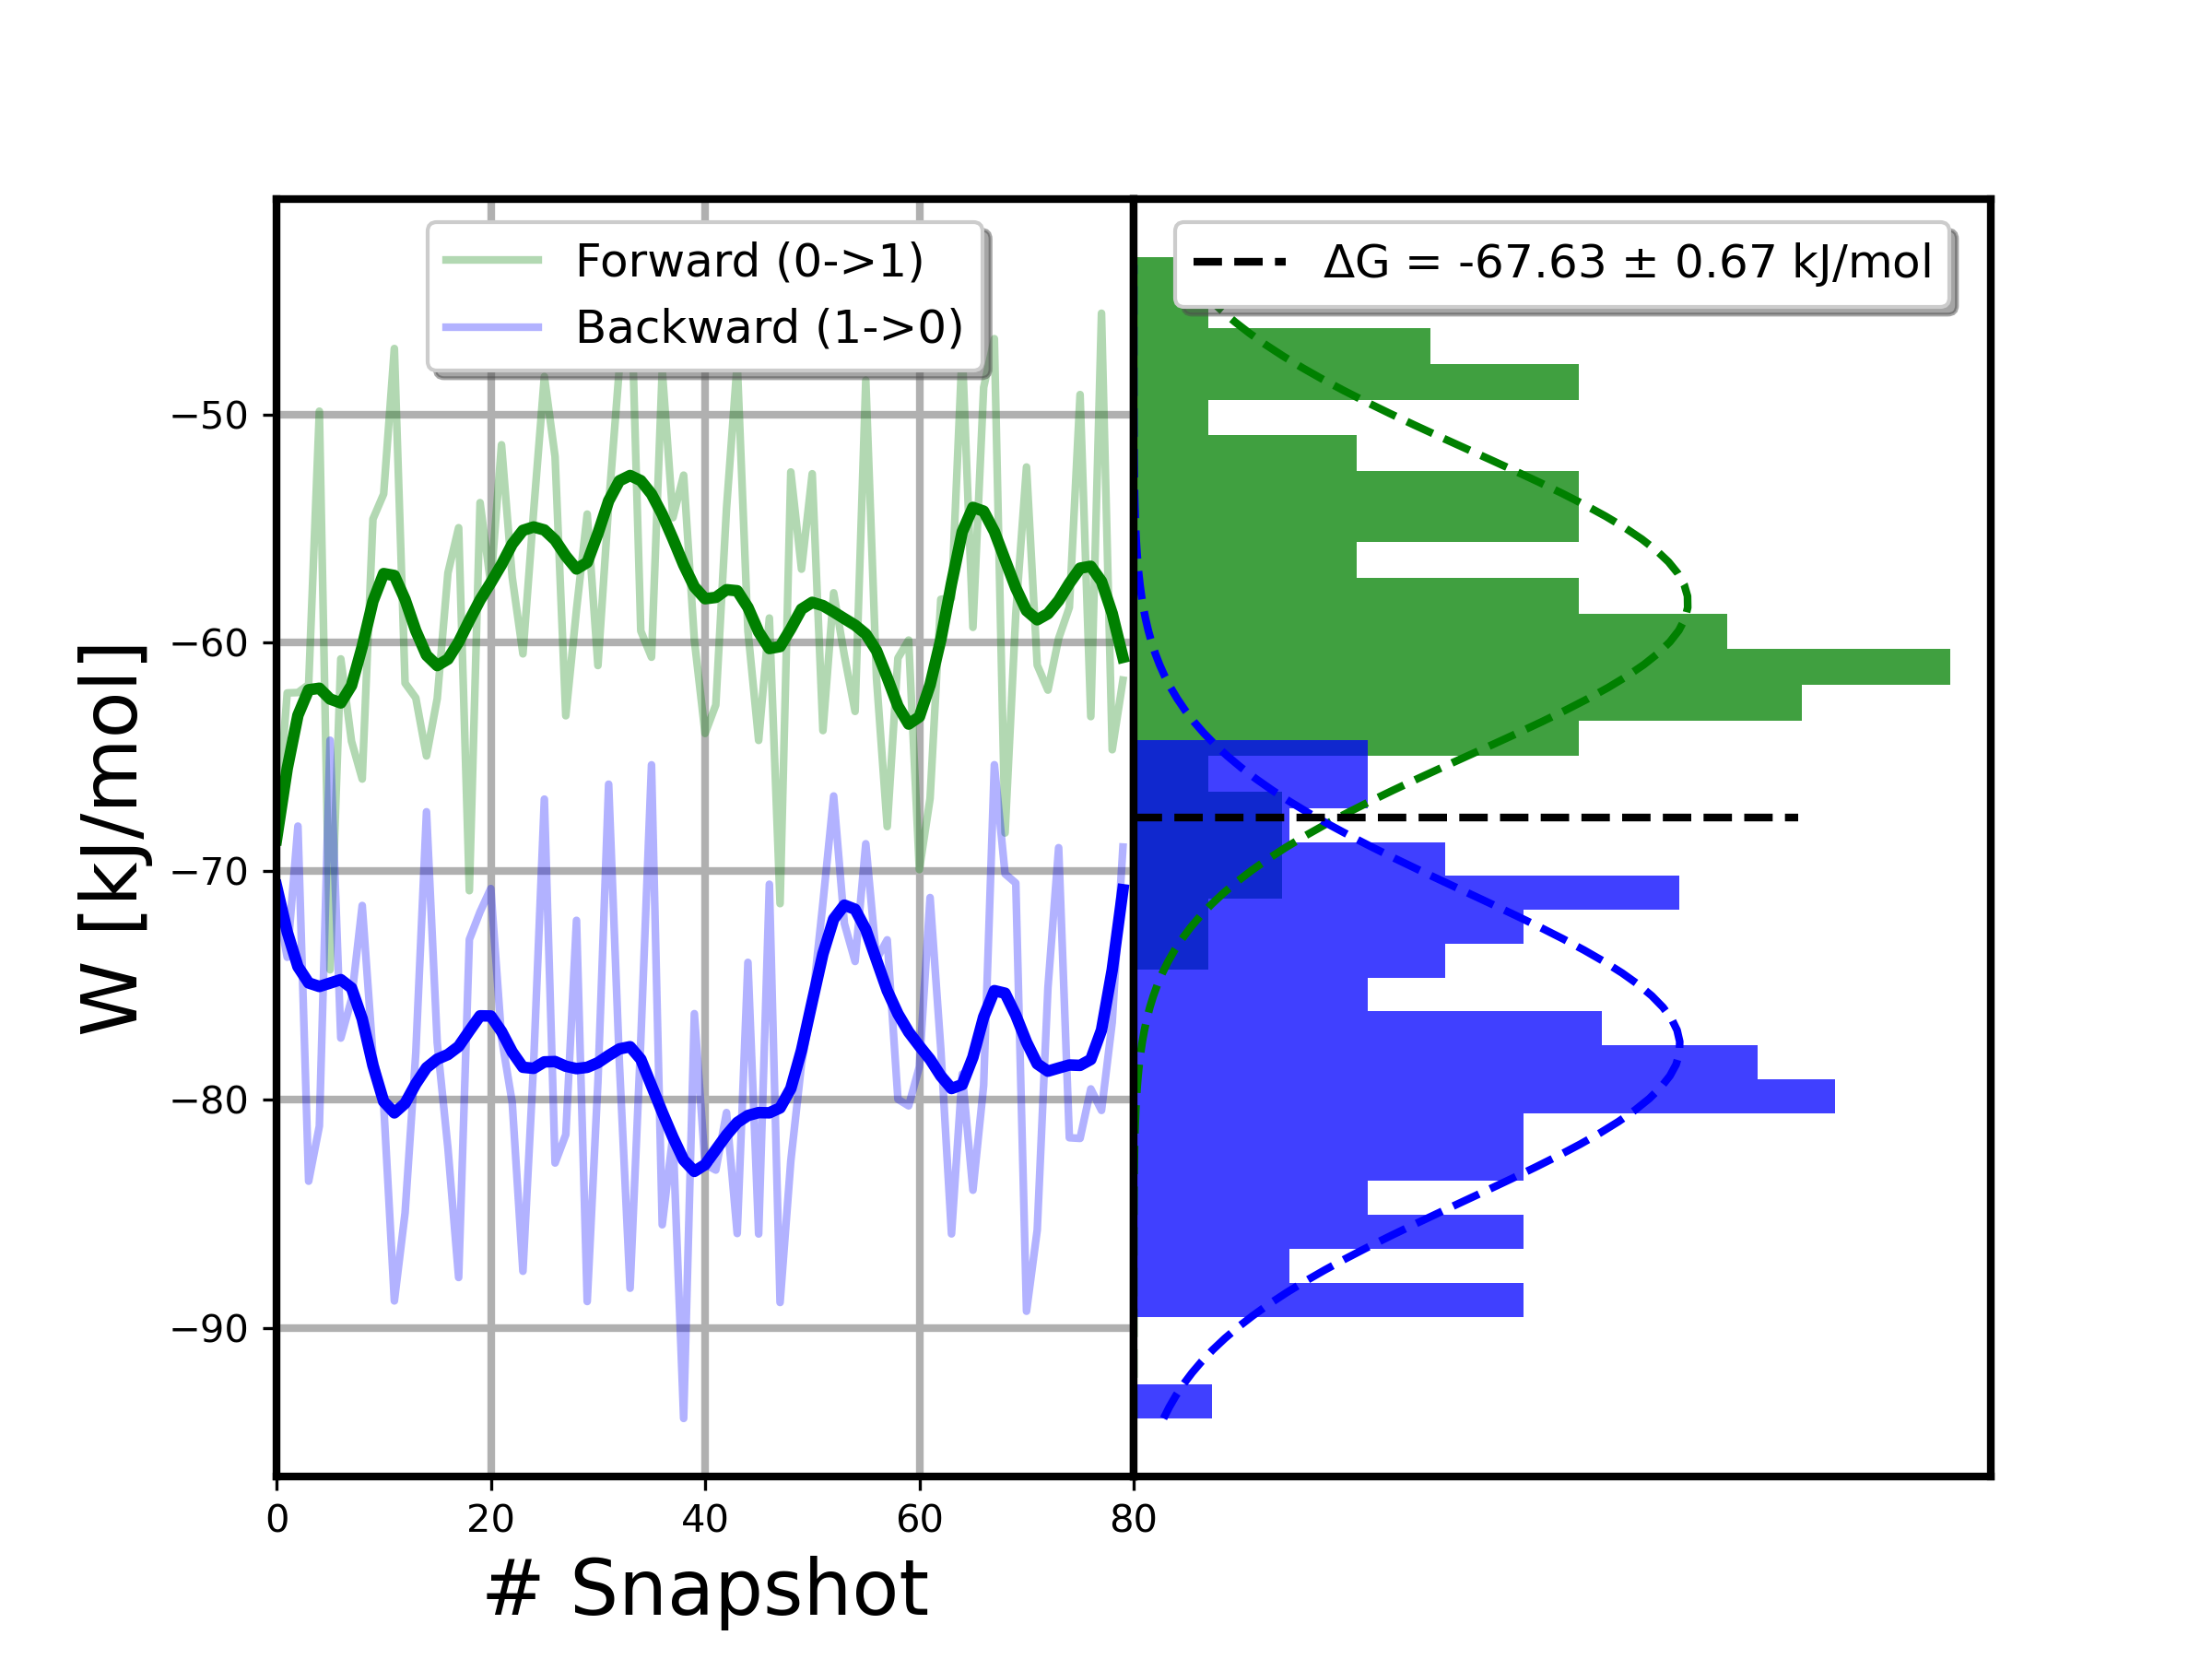 Forward (0->1)
Backward (1->0)
ΔG = -67.63 ± 0.67 kJ/mol
W [kJ/mol]
−50
−60
−70
−80
−90
0 20 40 60 80
# Snapshot